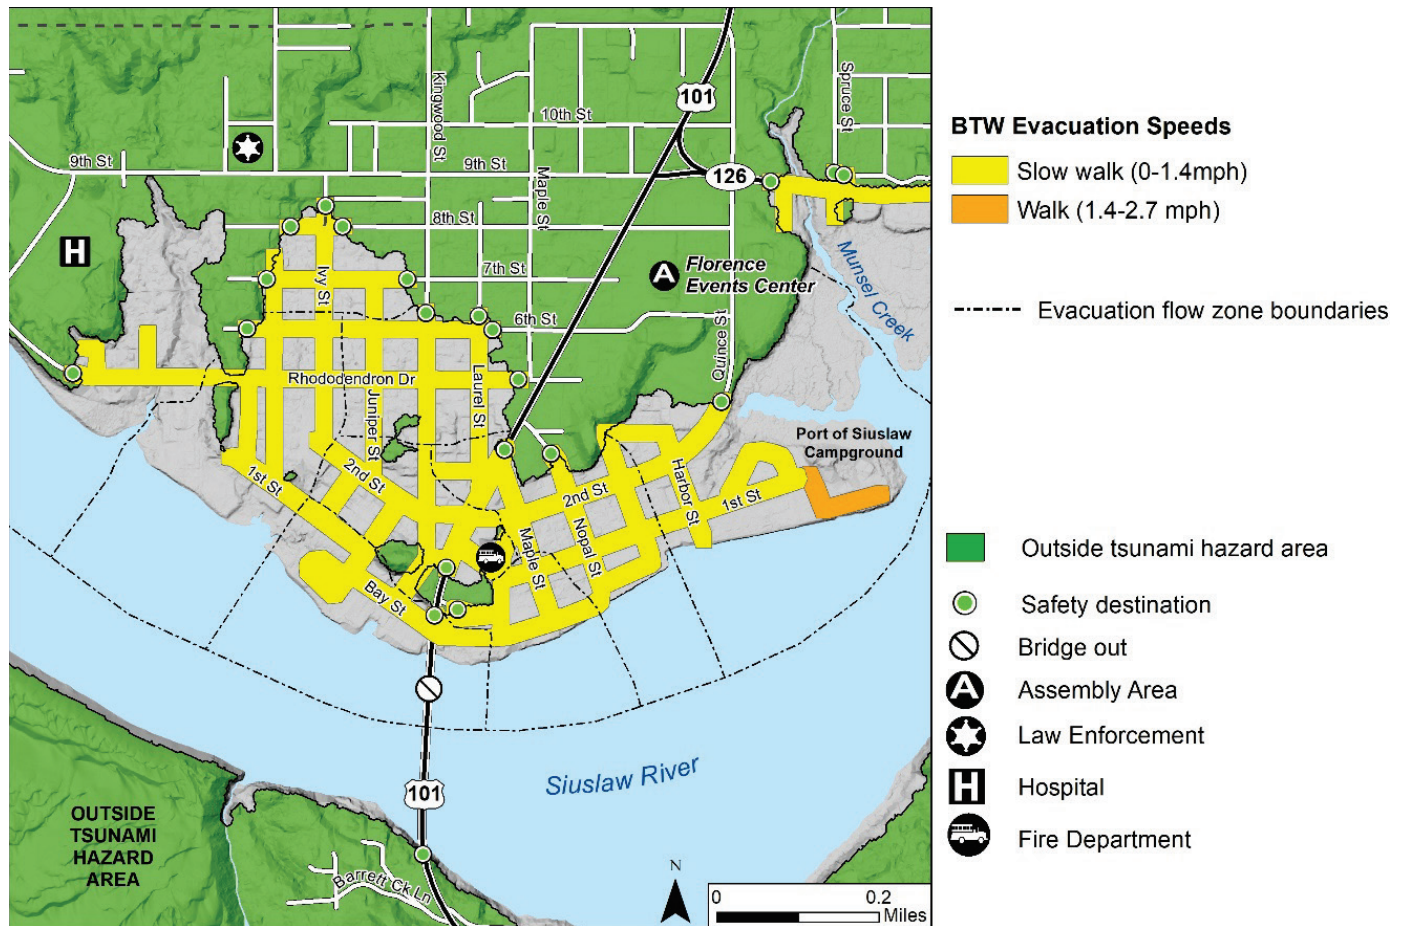 Kingwood St
101
Spruce St
10th St
9th St
9th St
126
Maple St
8th St
H
Ivy St
7th St
A
Florence
Events Center
Munsel Creek
6th St
Quince St
Rhododendron Dr
Juniper St
Laurel St
Port of Siuslaw
Campground
1st St
2nd St
2nd St
Harbor St
1st St
Maple St
Nopal St
Bay St
Siuslaw River
101
OUTSIDE
TSUNAMI
HAZARD
AREA
Barrett Ck Ln
N
0
0.2
Miles
BTW Evacuation Speeds
Slow walk (0-1.4mph)
Walk (1.4-2.7 mph)
Evacuation flow zone boundaries
Outside tsunami hazard area
Safety destination
Bridge out
A
Assembly Area
Law Enforcement
H
Hospital
Fire Department